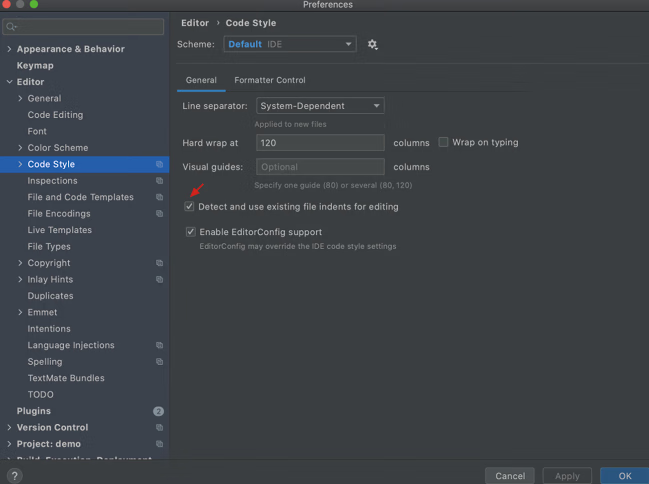 Preferences
Appearance & Behavior
Keymap
Editor
General
Code Editing
Font
Color Scheme
Code Style
Inspections
File and Code Templates
File Encodings
Live Templates
File Types
Copyright
Inlay Hints
Duplicates
Emmet
Intentions
Language Injections
Spelling
TextMate Bundles
TODO
Plugins 2
Version Control
Project: demo
Build, Execution, Deployment
?
Editor › Code Style
Scheme: Default IDE
General Formatter Control
Line separator: System-Dependent
Applied to new files
Hard wrap at 120 columns Wrap on typing
Visual guides: Optional columns
Specify one guide (80) or several (80, 120)
Detect and use existing file indents for editing
Enable EditorConfig support
EditorConfig may override the IDE code style settings
Cancel Apply OK